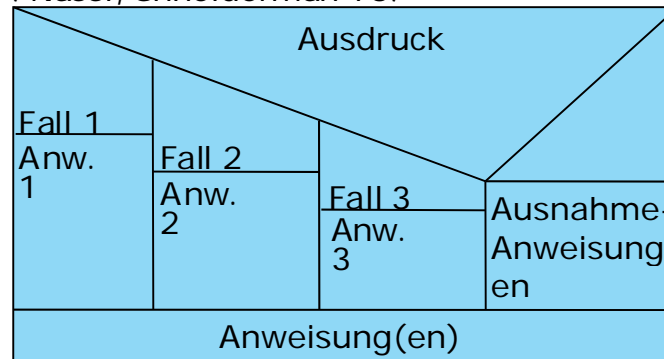 Ausdruck
Fall 1
Anw.
1
Fall 2
Anw.
2
Fall 3
Anw.
3
Ausnahme-
Anweisung
en
Anweisung(en)